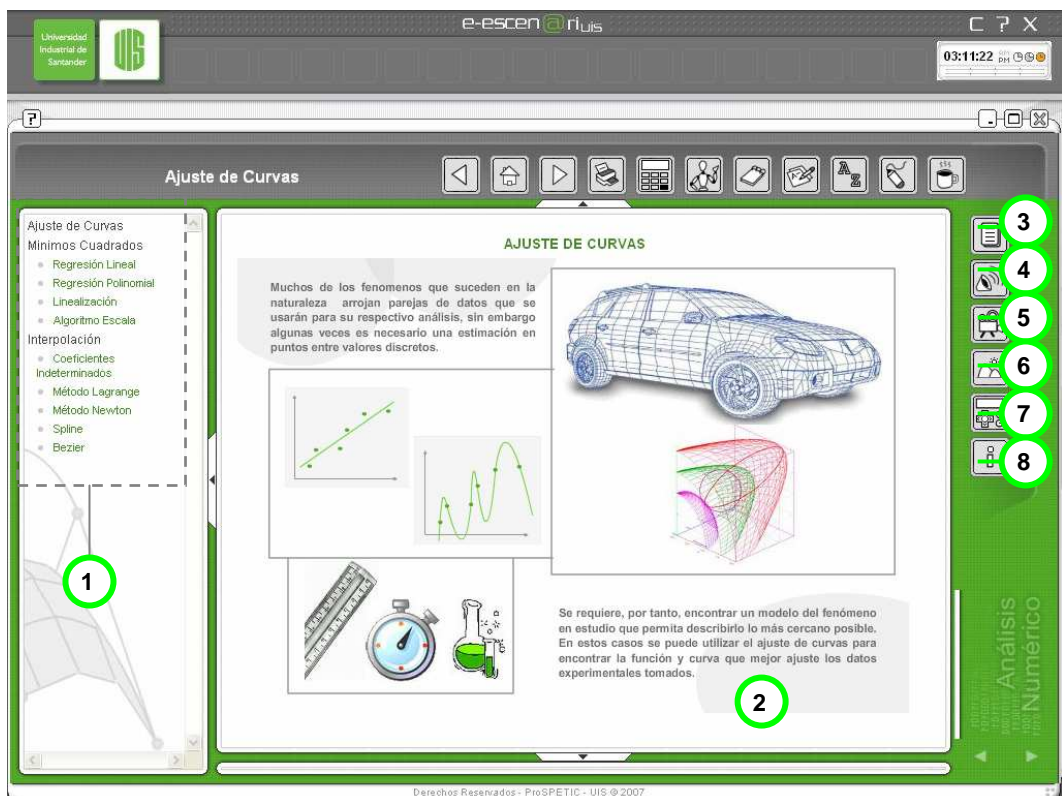 e-escen@riUIS
C ? X
Universidad
Industrial de
Santander
UIS
03:11:22 AM
PM
?
Ajuste de Curvas
A
Z
Ajuste de Curvas
Minimos Cuadrados
Regresión Lineal
Regresión Polinomial
Linealización
Algoritmo Escala
Interpolación
Coeficientes
Indeterminados
Método Lagrange
Método Newton
Spline
Bezier
1
AJUSTE DE CURVAS
Muchos de los fenomenos que suceden en la
naturaleza arrojan parejas de datos que se
usarán para su respectivo análisis, sin embargo
algunas veces es necesario una estimación en
puntos entre valores discretos.
Se requiere, por tanto, encontrar un modelo del fenómeno
en estudio que permita describirlo lo más cercano posible.
En estos casos se puede utilizar el ajuste de curvas para
encontrar la función y curva que mejor ajuste los datos
experimentales tomados.
2
3
4
5
6
7
8
Análisis
Numérico
Derechos Reservados - ProSPETIC - UIS @ 2007